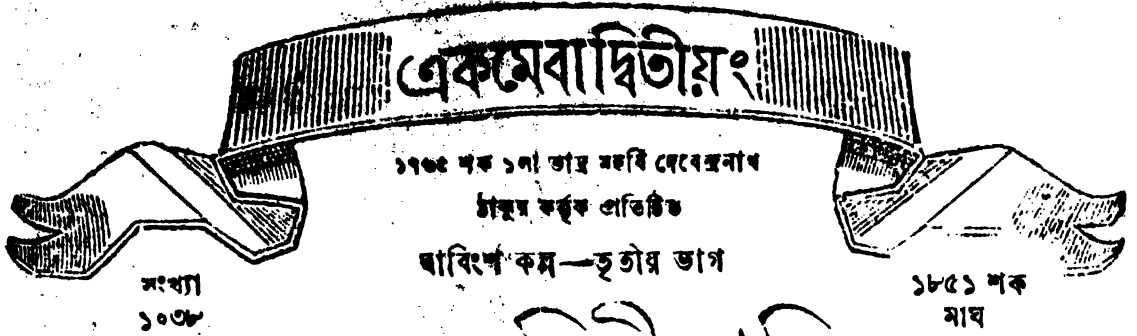 একমেবাদ্বিতীয়ং
১৭৬৫ শক ১লা ভাদ্র মহর্ষি দেবেন্দ্রনাথ
ঠাকুর কর্তৃক প্রতিষ্ঠিত
দ্বাবিংশ কল্প—তৃতীয় ভাগ
সংখ্যা
১০৩৮
১৮৫১ শক
মাঘ